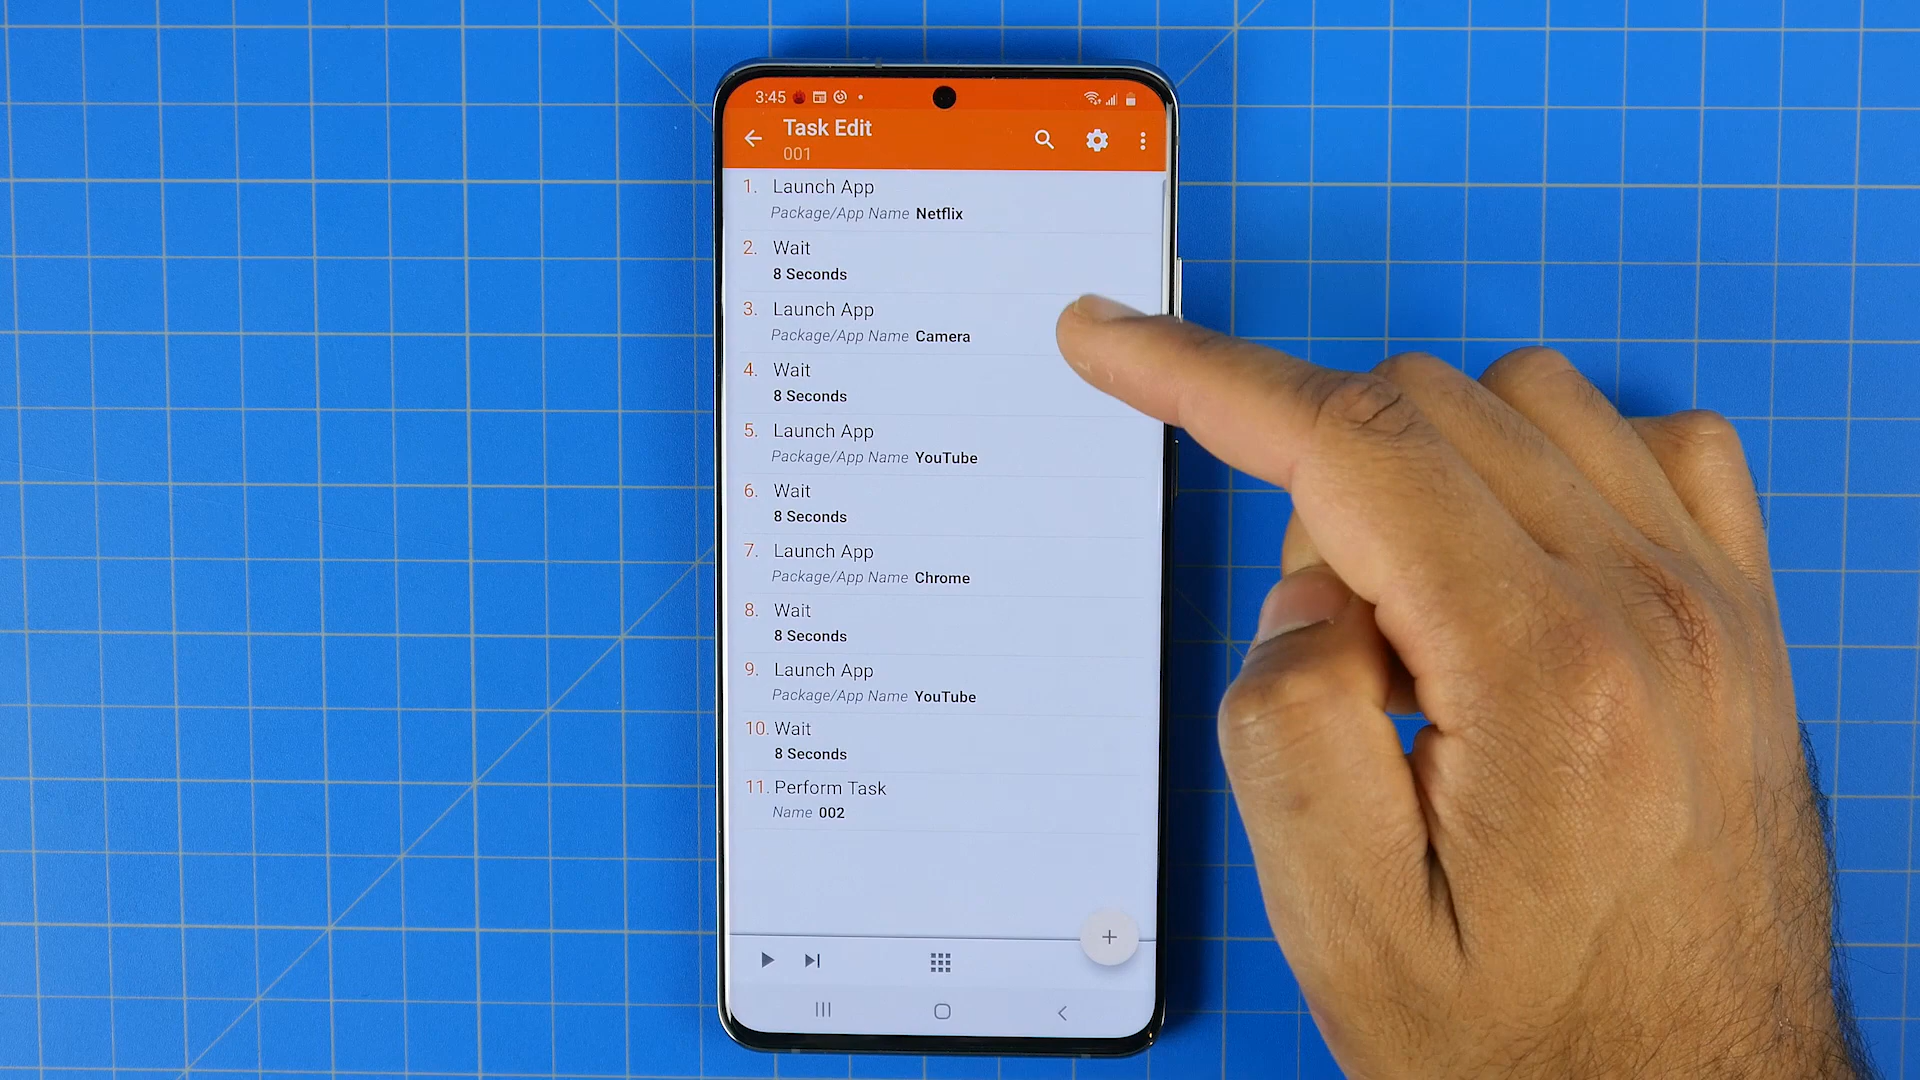 3:45
Task Edit
001
1. Launch App
Package/App Name Netflix
2. Wait
8 Seconds
3. Launch App
Package/App Name Camera
4. Wait
8 Seconds
5. Launch App
Package/App Name YouTube
6. Wait
8 Seconds
7. Launch App
Package/App Name Chrome
8. Wait
8 Seconds
9. Launch App
Package/App Name YouTube
10. Wait
8 Seconds
11. Perform Task
Name 002